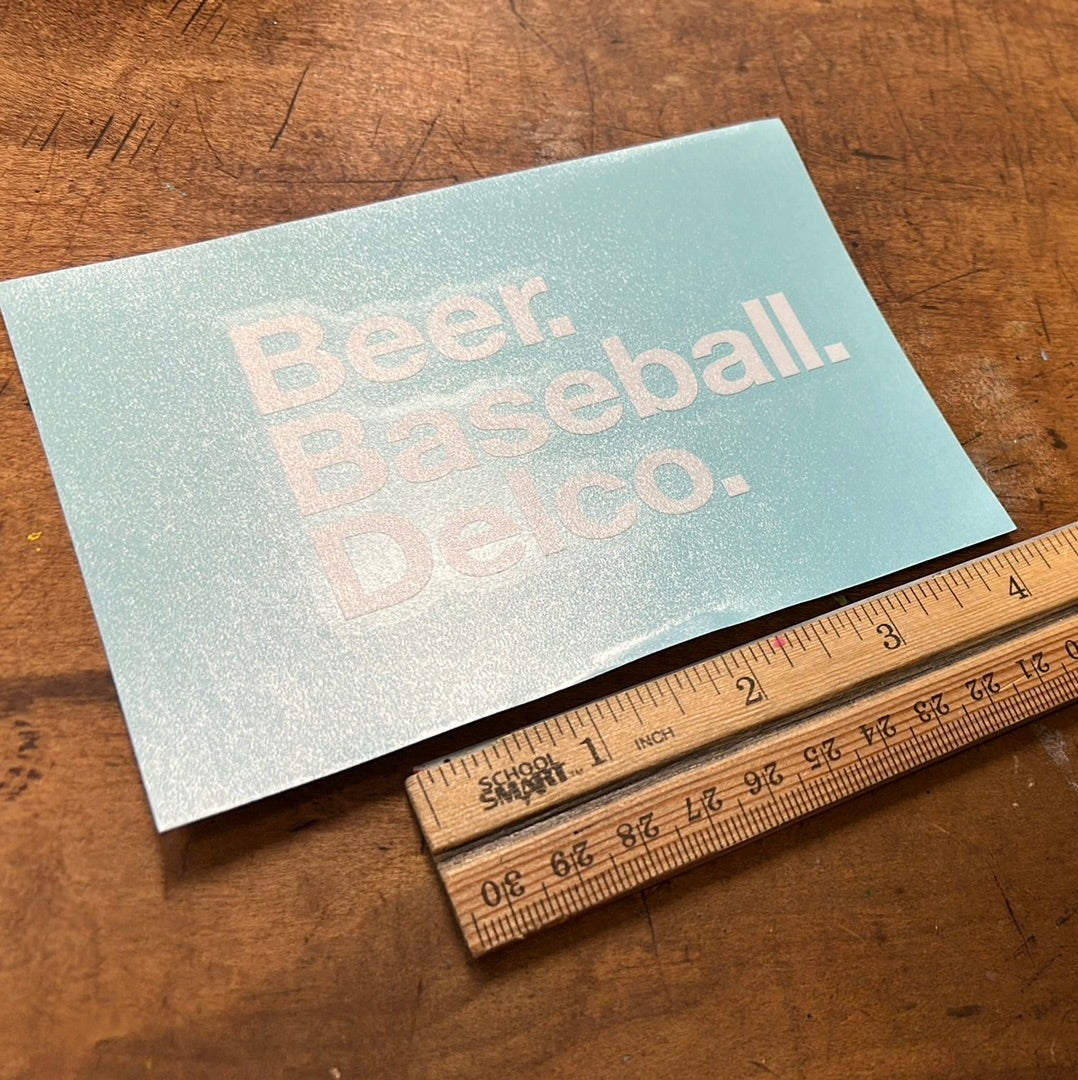 Beer.
Baseball.
Delco.
SCHOOL
SMART™
1 INCH 2 3 4
30 29 28 27 26 25 24 23 22 21